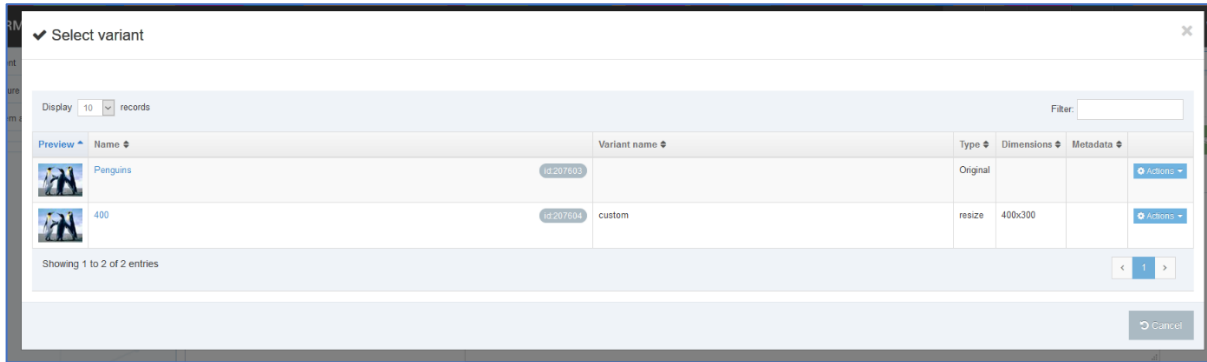 Select variant
×
Display 10 records
Filter:
Preview Name Variant name Type Dimensions Metadata
Penguins id:207603 Original Actions
400 id:207604 custom resize 400x300 Actions
Showing 1 to 2 of 2 entries
< 1 >
Cancel